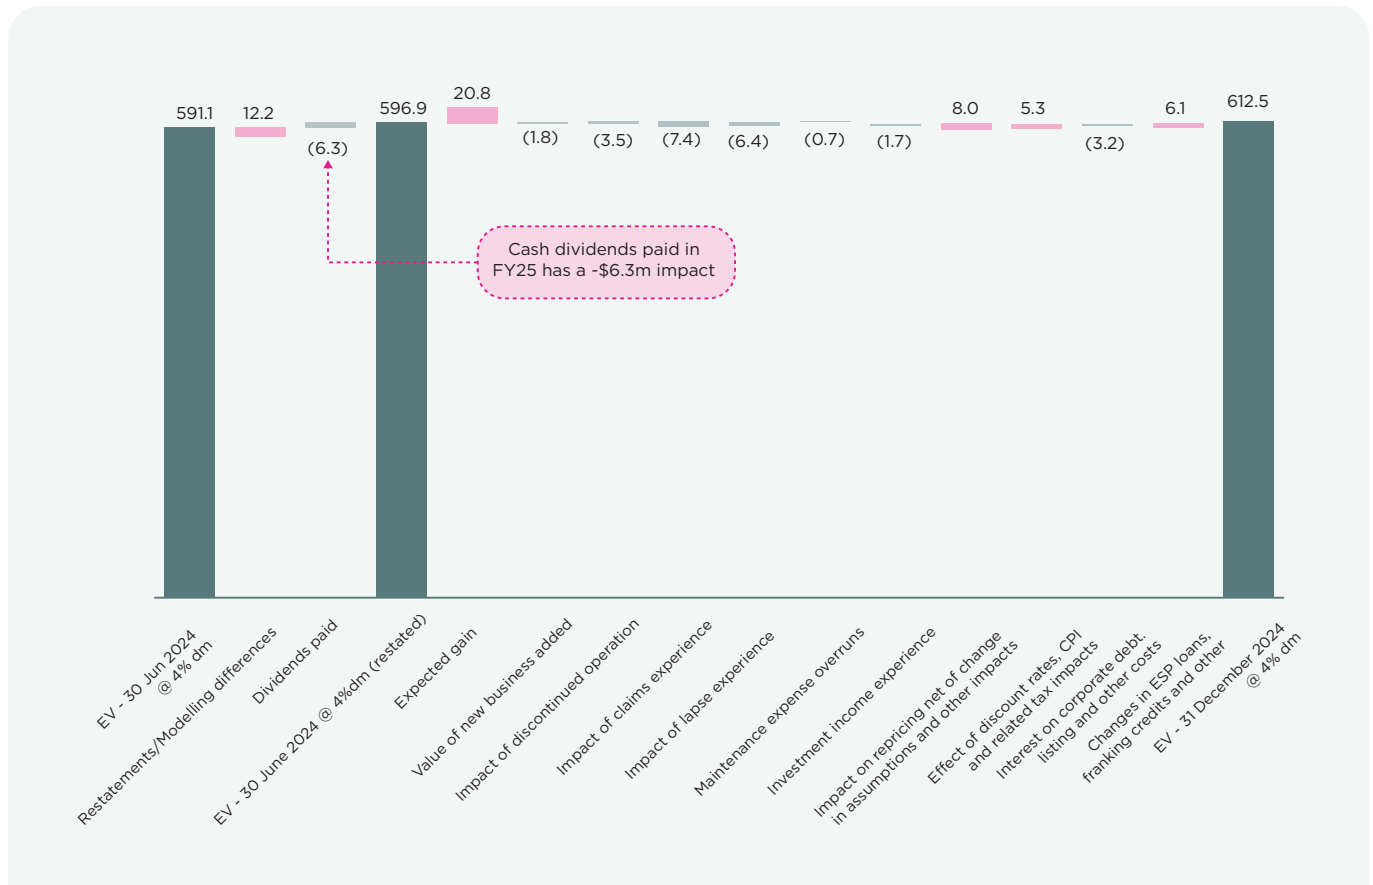 591.1
12.2
(6.3)
596.9
20.8
(1.8)
(3.5)
(7.4)
(6.4)
(0.7)
(1.7)
8.0
5.3
(3.2)
6.1
612.5
Cash dividends paid in
FY25 has a -$6.3m impact
EV - 30 Jun 2024
@ 4% dm
Restatements/Modelling differences
Dividends paid
EV - 30 June 2024 @ 4%dm (restated)
Expected gain
Value of new business added
Impact of discontinued operation
Impact of claims experience
Impact of lapse experience
Maintenance expense overruns
Investment income experience
Impact on repricing net of change
in assumptions and other impacts
Effect of discount rates, CPI
and related tax impacts
Interest on corporate debt.
listing and other costs
Changes in ESP loans,
franking credits and other
EV - 31 December 2024
@ 4% dm